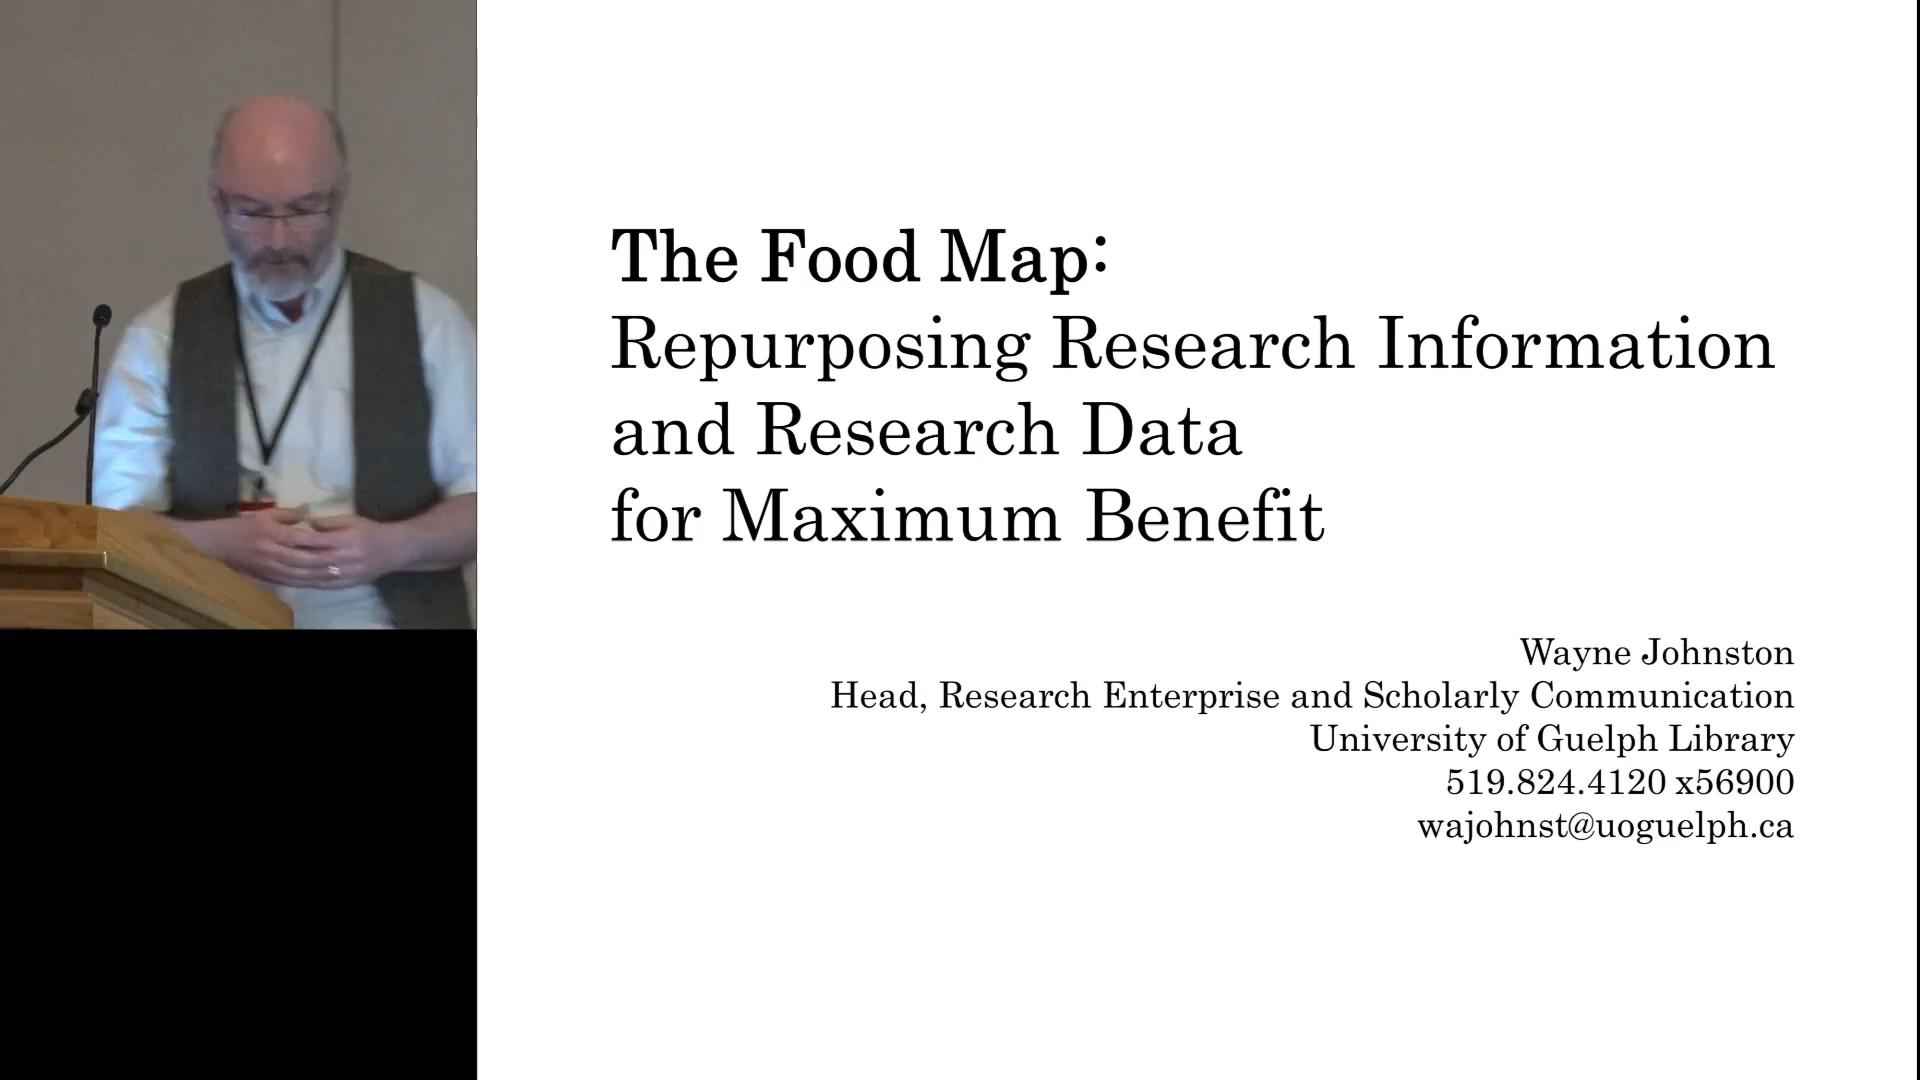 The Food Map:
Repurposing Research Information
and Research Data
for Maximum Benefit
Wayne Johnston
Head, Research Enterprise and Scholarly Communication
University of Guelph Library
519.824.4120 x56900
wajohnst@uoguelph.ca